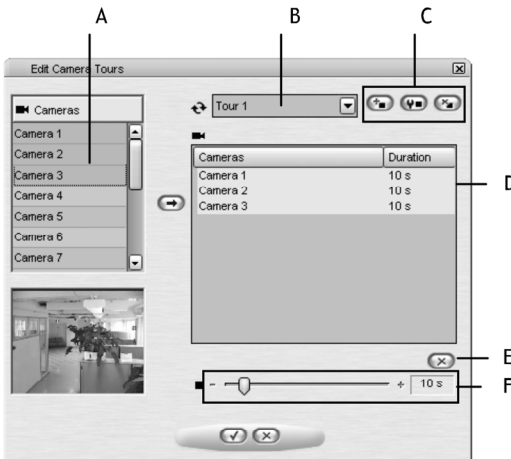 A
B
C
Edit Camera Tours
Cameras
Tour 1
Camera 1
Camera 2
Camera 3
Camera 4
Camera 5
Camera 6
Camera 7
Cameras Duration
Camera 1 10 s
Camera 2 10 s
Camera 3 10 s
D
E
F
- + 10 s